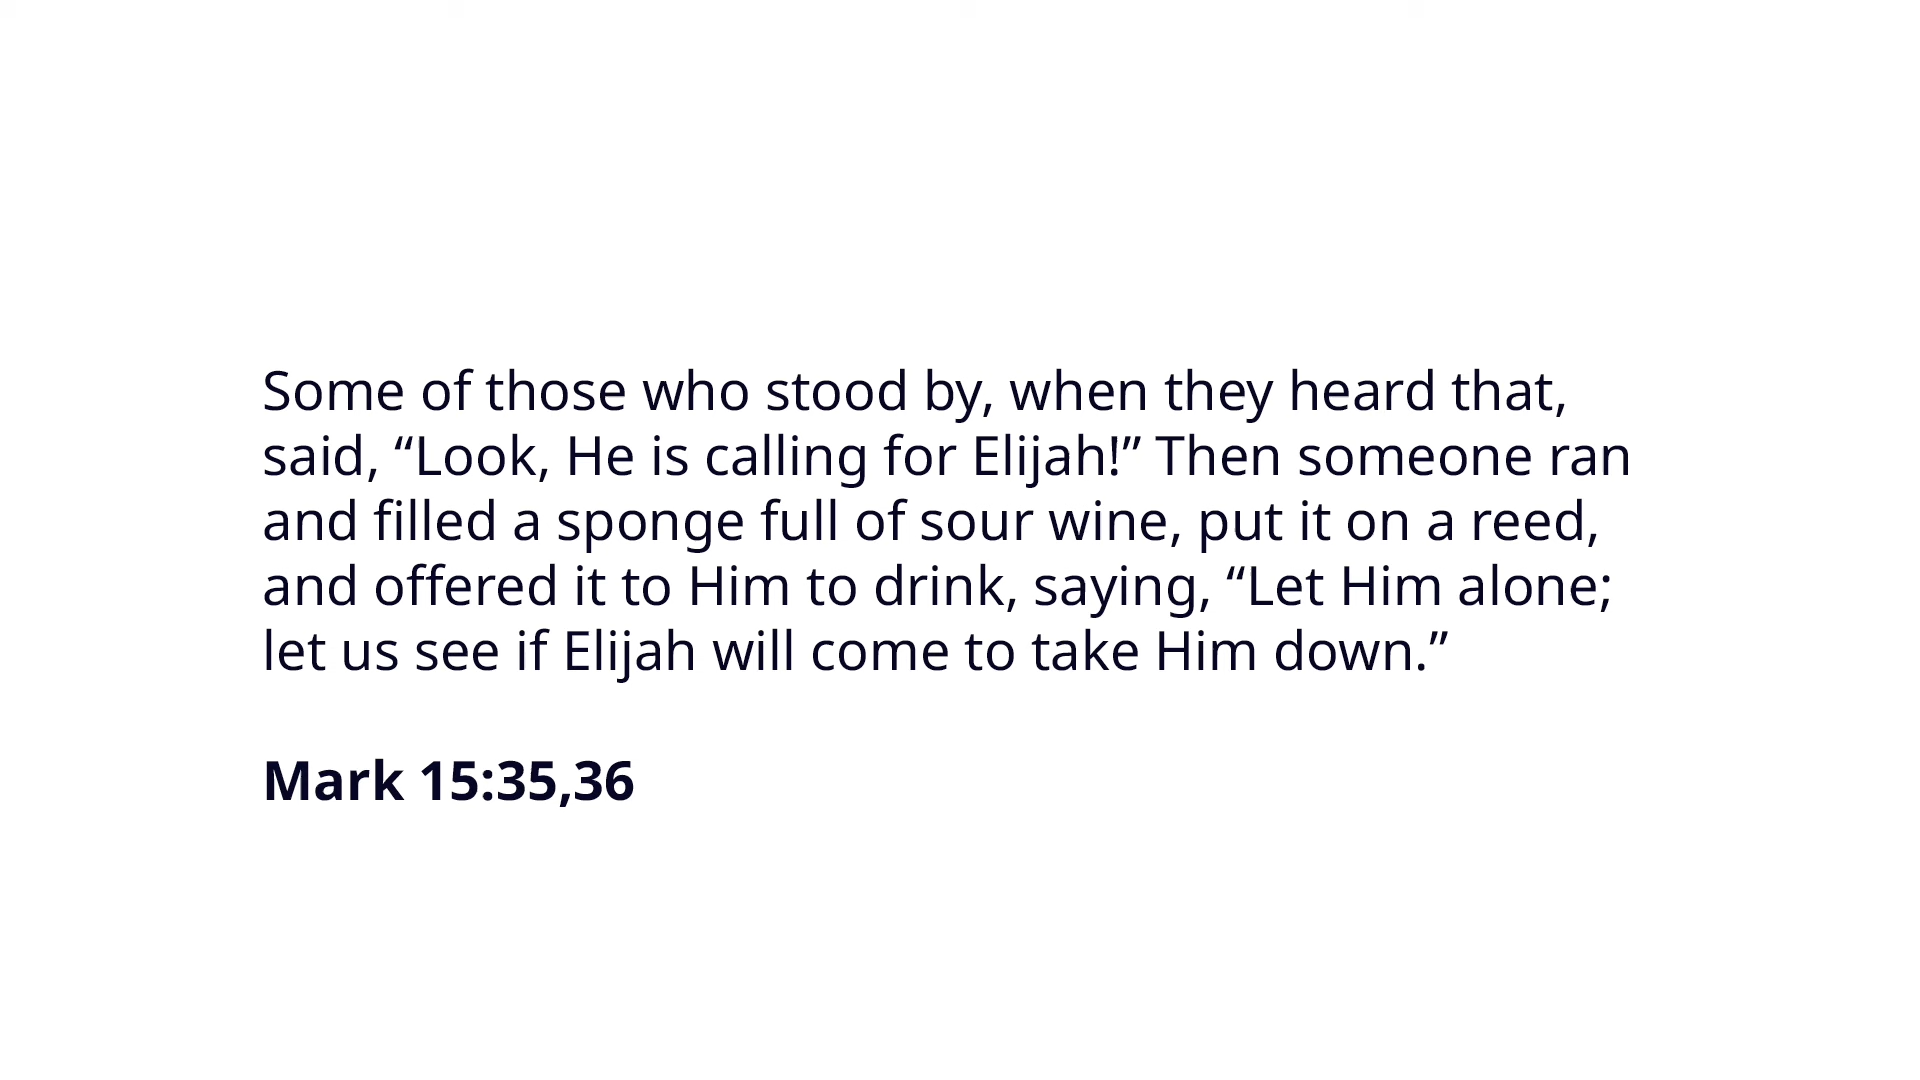 Some of those who stood by, when they heard that,
said, “Look, He is calling for Elijah!” Then someone ran
and filled a sponge full of sour wine, put it on a reed,
and offered it to Him to drink, saying, “Let Him alone;
let us see if Elijah will come to take Him down.”
Mark 15:35,36